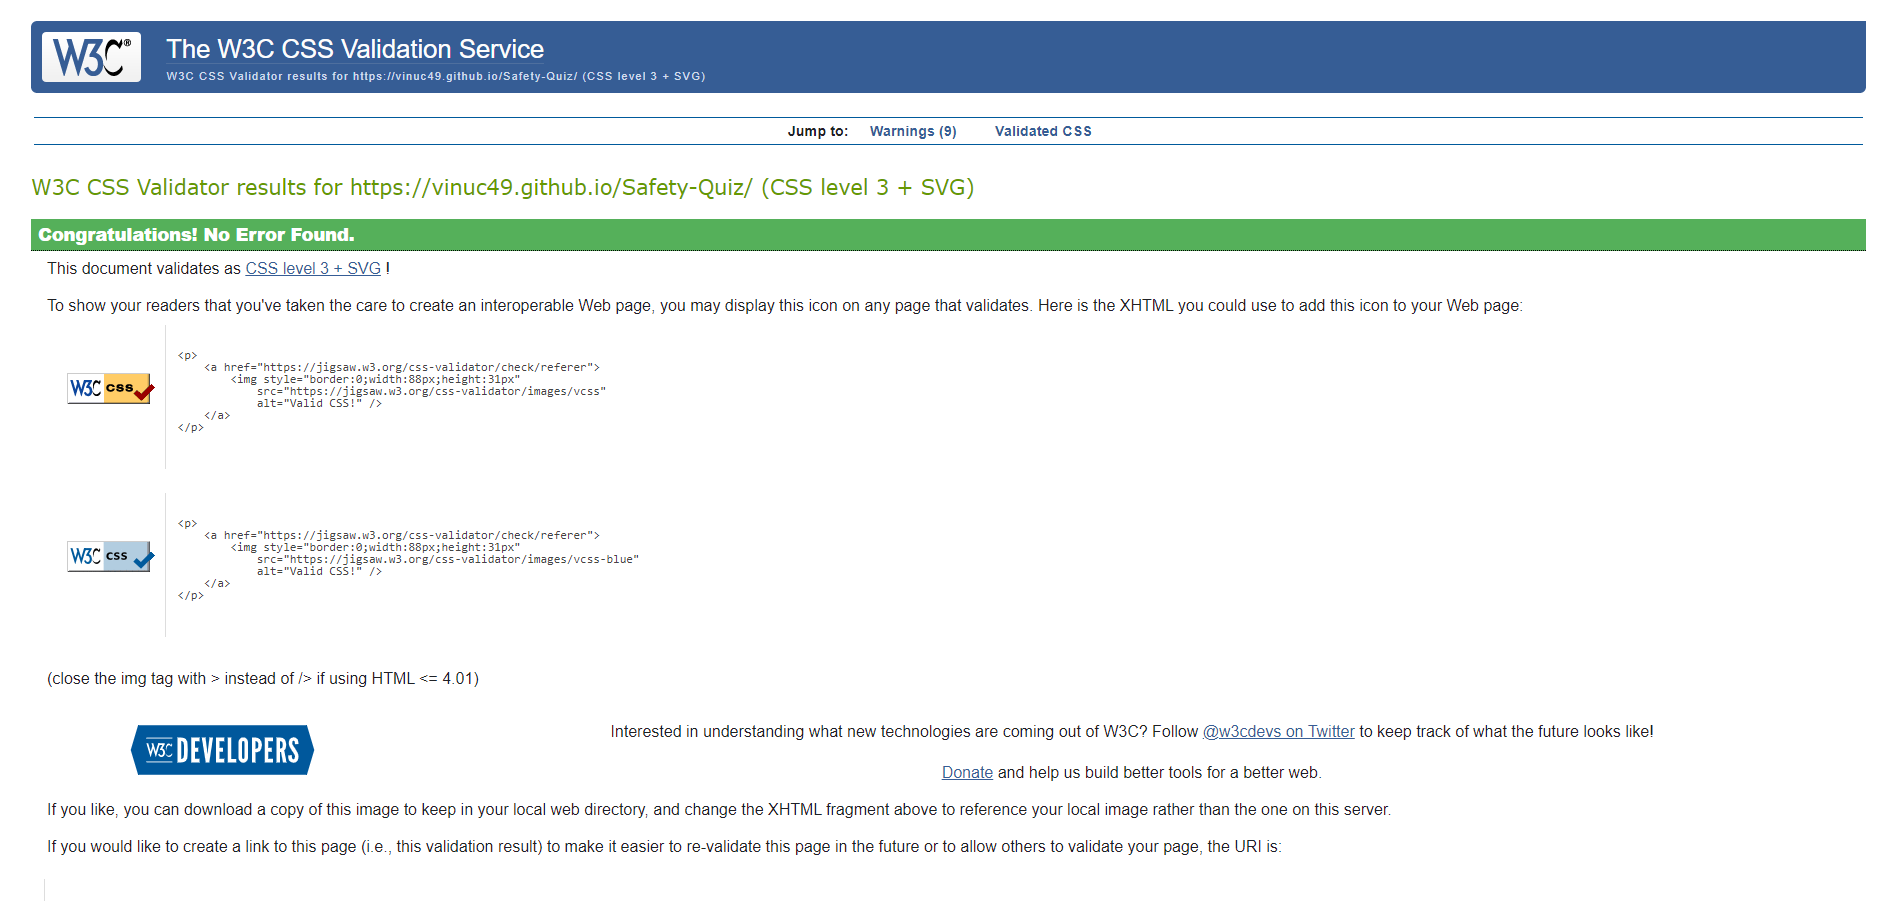 W3C®
The W3C CSS Validation Service
W3C CSS Validator results for https://vinuc49.github.io/Safety-Quiz/ (CSS level 3 + SVG)
Jump to: Warnings (9) Validated CSS
W3C CSS Validator results for https://vinuc49.github.io/Safety-Quiz/ (CSS level 3 + SVG)
Congratulations! No Error Found.
This document validates as CSS level 3 + SVG !
To show your readers that you've taken the care to create an interoperable Web page, you may display this icon on any page that validates. Here is the XHTML you could use to add this icon to your Web page:
W3C css
<p>
<a href="https://jigsaw.w3.org/css-validator/check/referer">
<img style="border:0;width:88px;height:31px"
src="https://jigsaw.w3.org/css-validator/images/vcss"
alt="Valid CSS!" />
</a>
</p>
W3C css
<p>
<a href="https://jigsaw.w3.org/css-validator/check/referer">
<img style="border:0;width:88px;height:31px"
src="https://jigsaw.w3.org/css-validator/images/vcss-blue"
alt="Valid CSS!" />
</a>
</p>
(close the img tag with > instead of /> if using HTML <= 4.01)
W3C DEVELOPERS
Interested in understanding what new technologies are coming out of W3C? Follow @w3cdevs on Twitter to keep track of what the future looks like!
Donate and help us build better tools for a better web.
If you like, you can download a copy of this image to keep in your local web directory, and change the XHTML fragment above to reference your local image rather than the one on this server.
If you would like to create a link to this page (i.e., this validation result) to make it easier to re-validate this page in the future or to allow others to validate your page, the URI is: